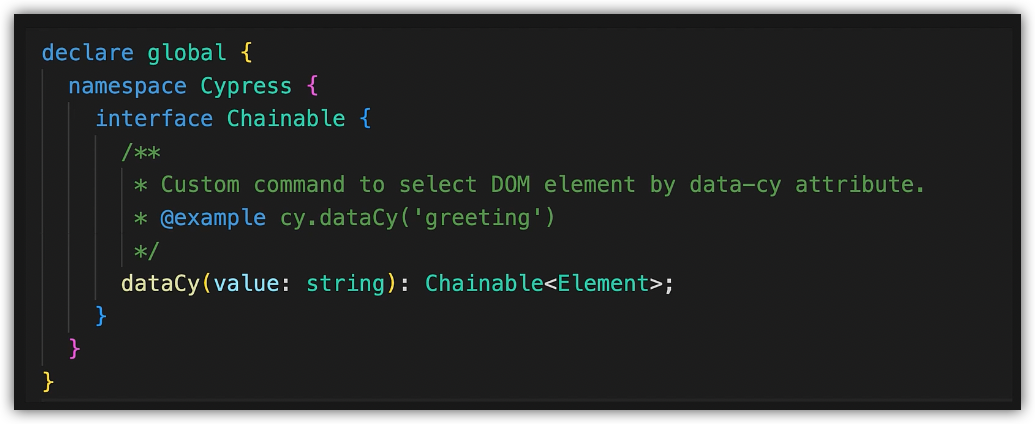 declare global {
  namespace Cypress {
    interface Chainable {
      /**
       * Custom command to select DOM element by data-cy attribute.
       * @example cy.dataCy('greeting')
       */
      dataCy(value: string): Chainable<Element>;
    }
  }
}